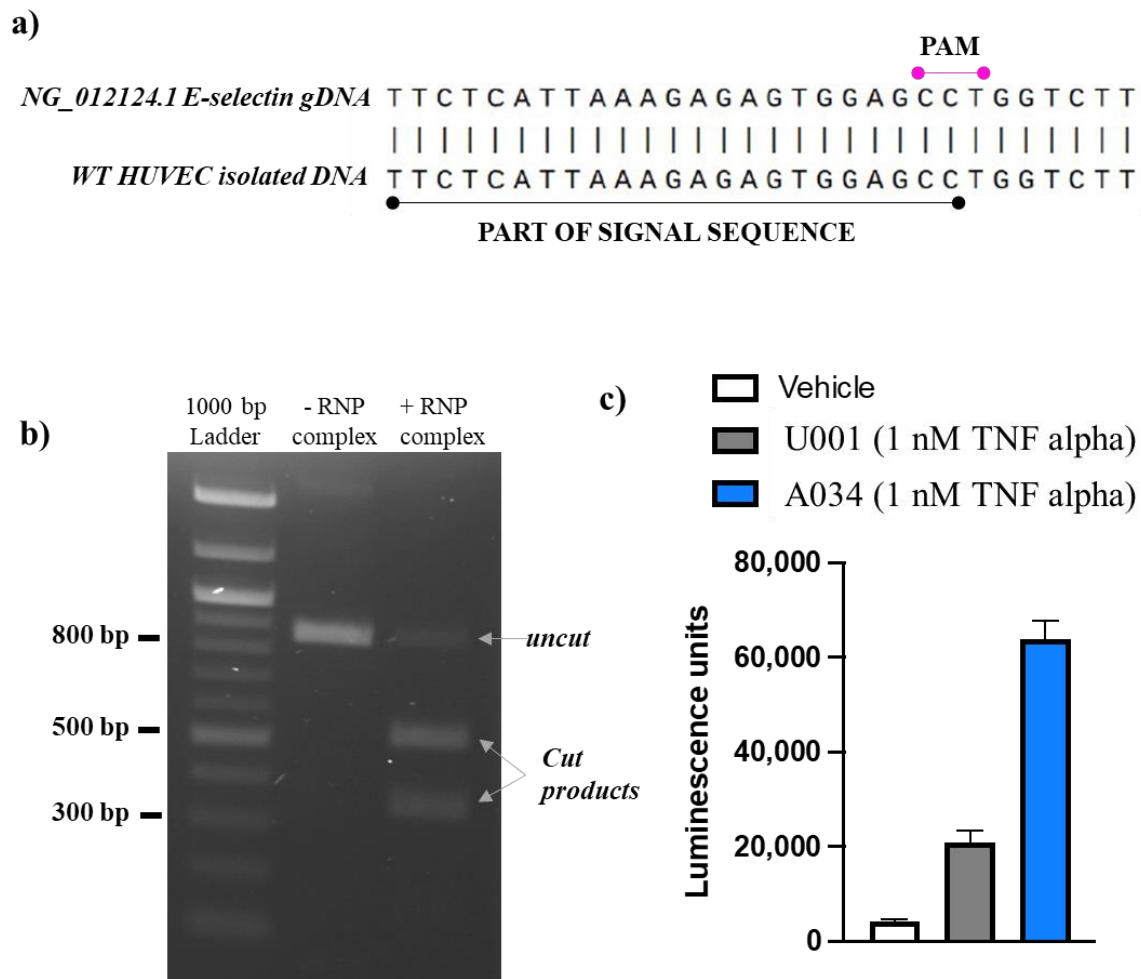 a)
PAM
NG_012124.1 E-selectin gDNA T T C T C A T T A A A G A G A G T G G A G C C T G G T C T T
WT HUVEC isolated DNA T T C T C A T T A A A G A G A G T G G A G C C T G G T C T T
PART OF SIGNAL SEQUENCE
b)
1000 bp
Ladder
- RNP
complex
+ RNP
complex
800 bp
500 bp
300 bp
uncut
Cut
products
c)
Vehicle
U001 (1 nM TNF alpha)
A034 (1 nM TNF alpha)
Luminescence units
80,000
60,000
40,000
20,000
0